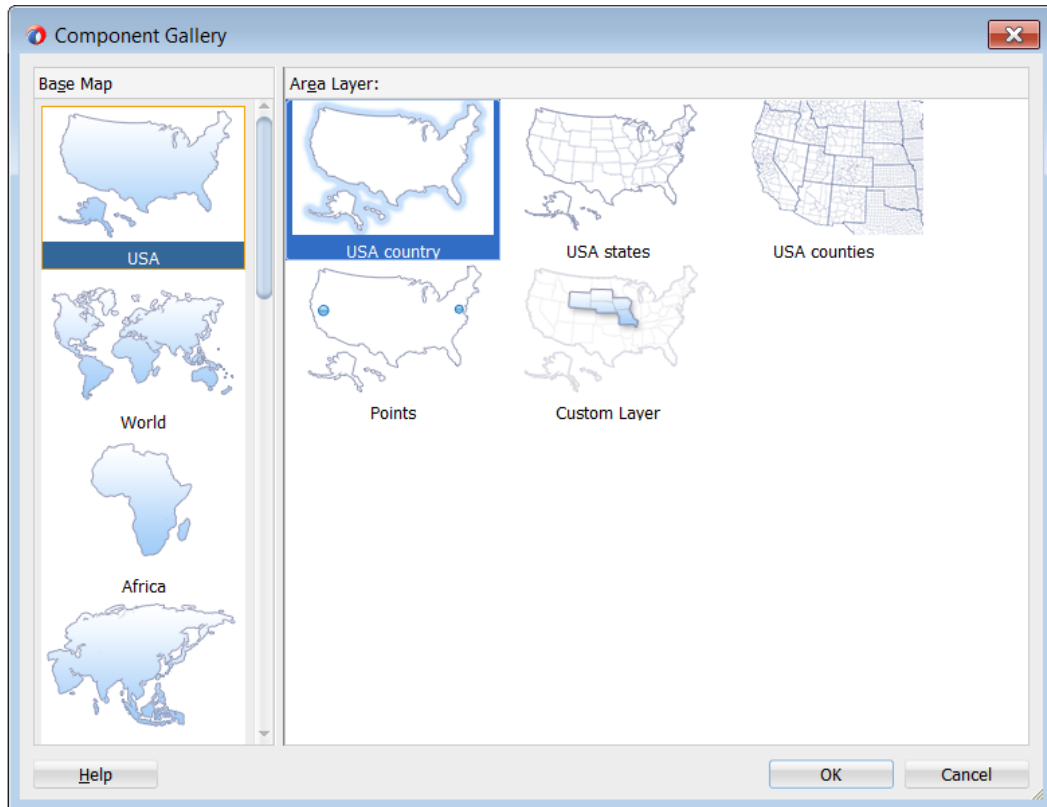 Component Gallery
Base Map
Area Layer:
USA
World
Africa
USA country
USA states
USA counties
Points
Custom Layer
Help
OK
Cancel